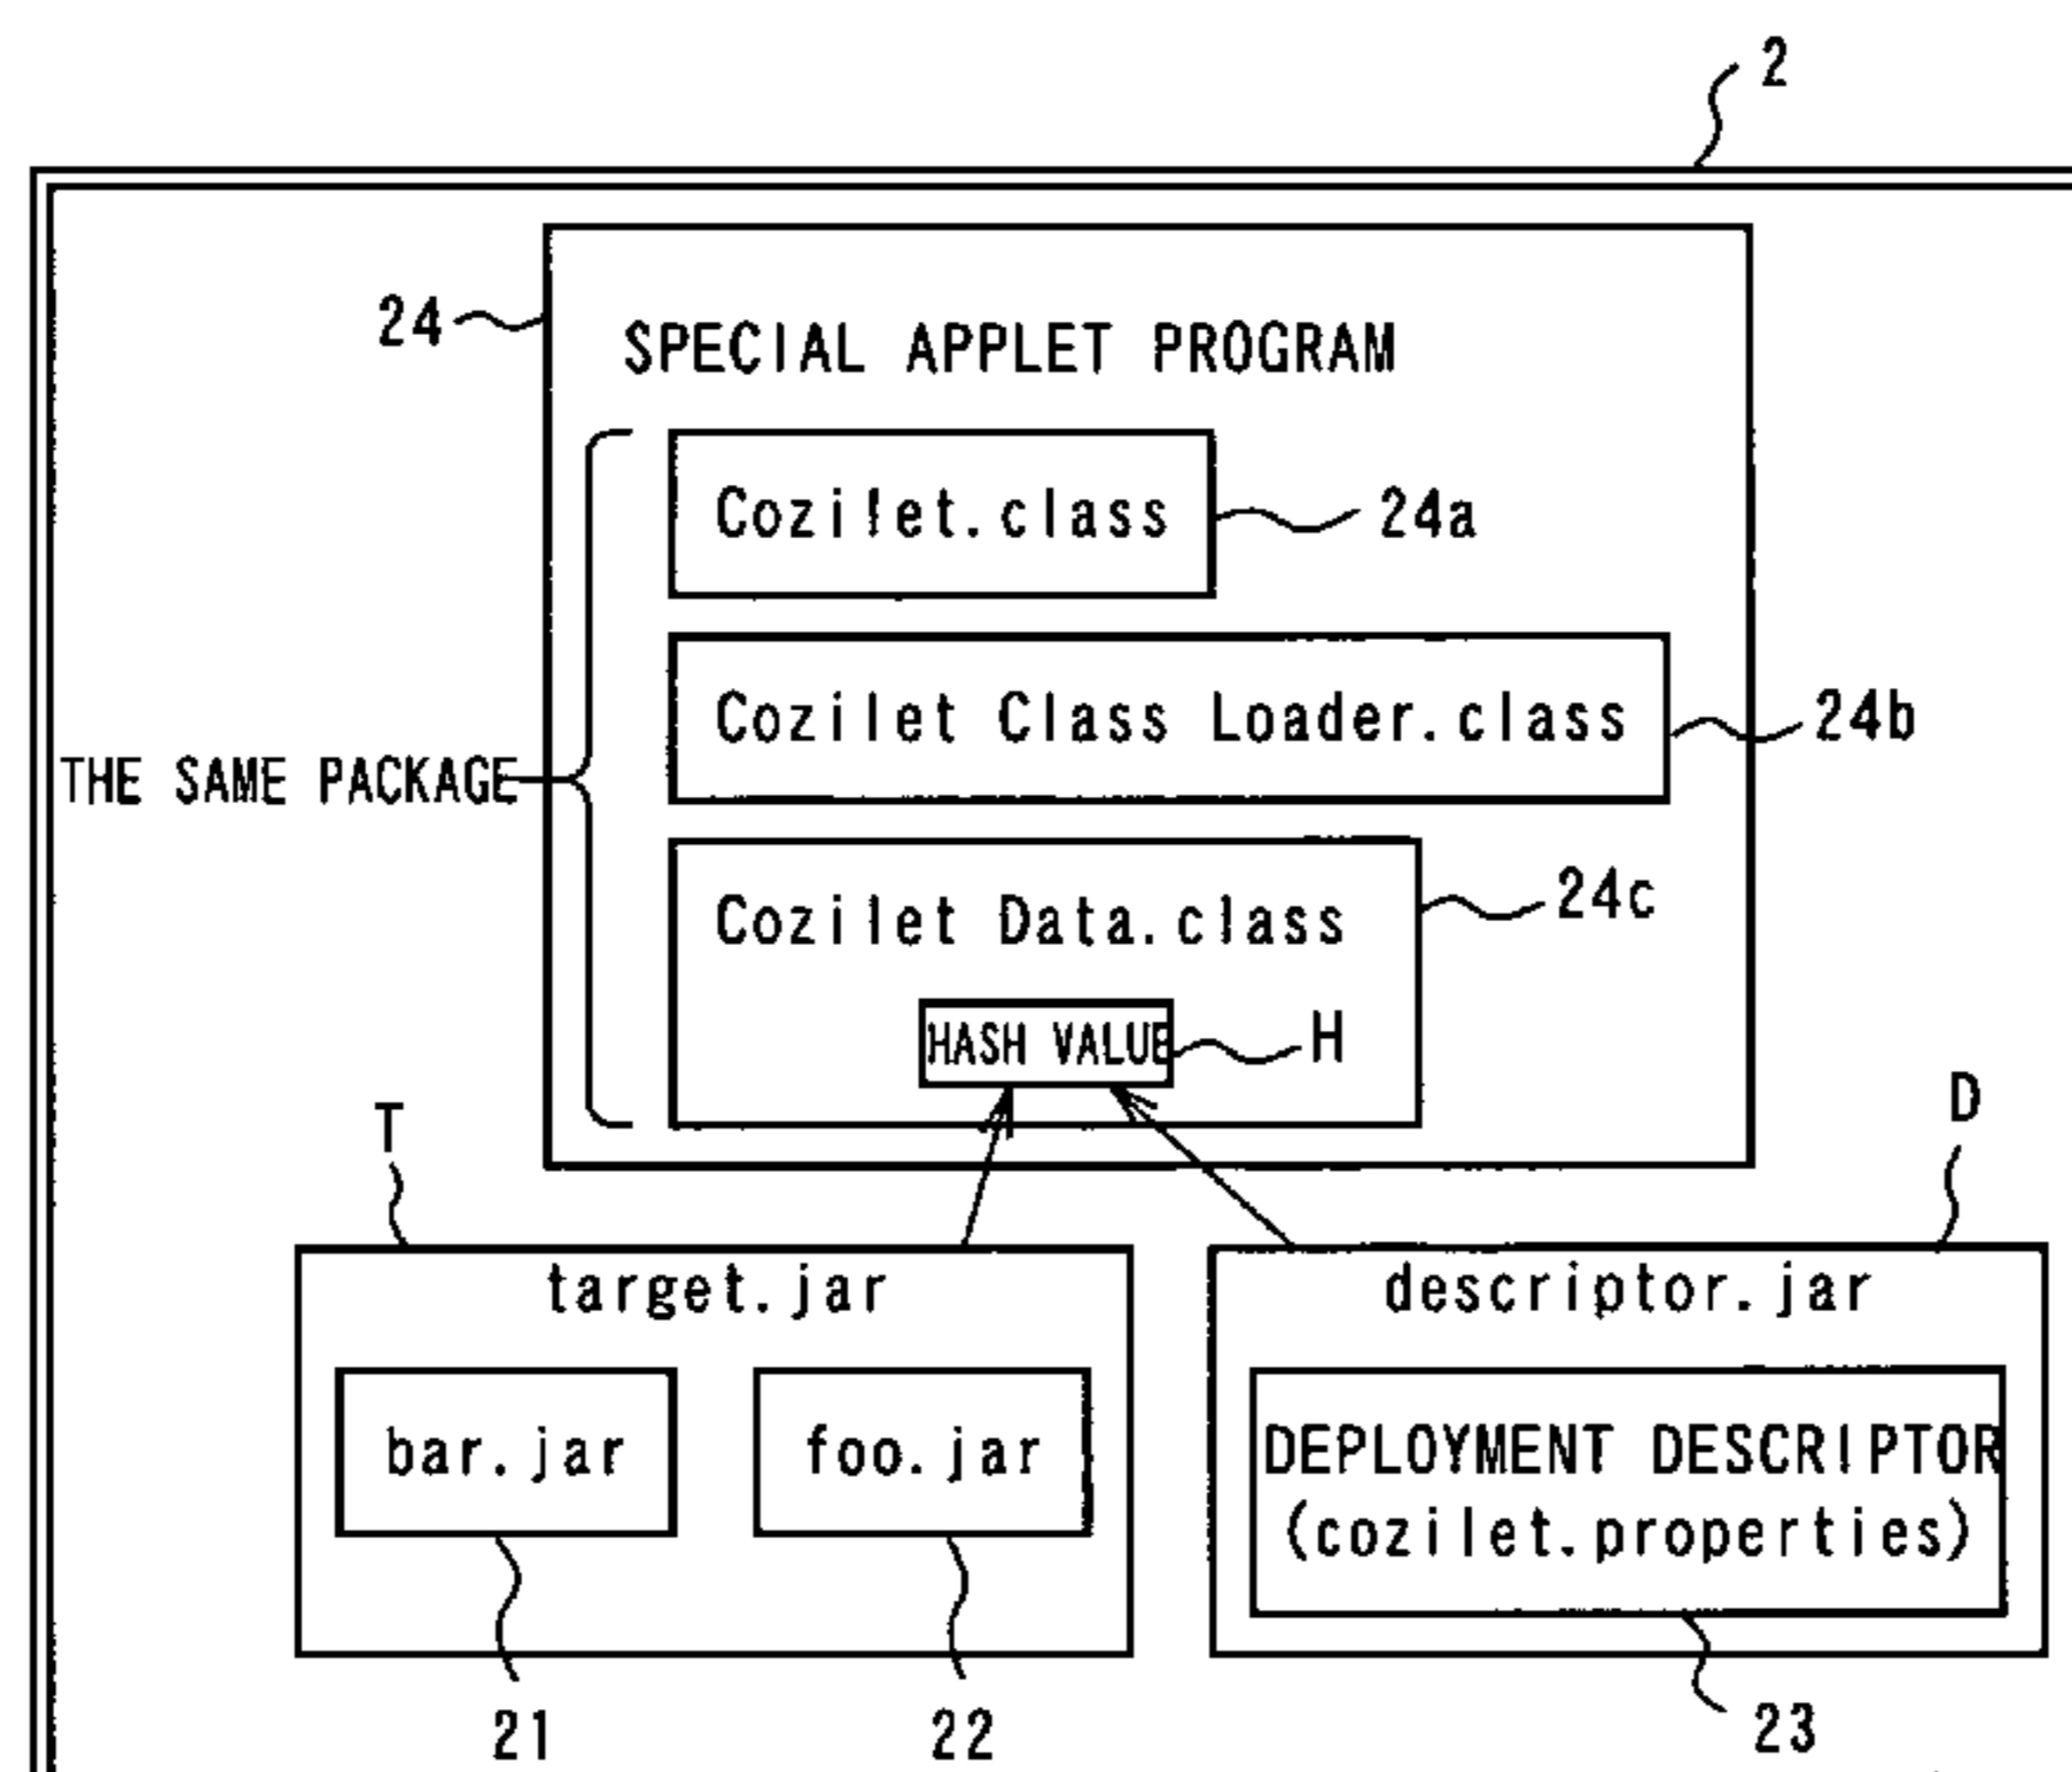 2
24
SPECIAL APPLET PROGRAM
Cozilet.class
24a
Cozilet Class Loader.class
24b
THE SAME PACKAGE
Cozilet Data.class
24c
HASH VALUE
H
T
D
target.jar
descriptor.jar
bar.jar
foo.jar
DEPLOYMENT DESCRIPTOR
(cozilet.properties)
21
22
23